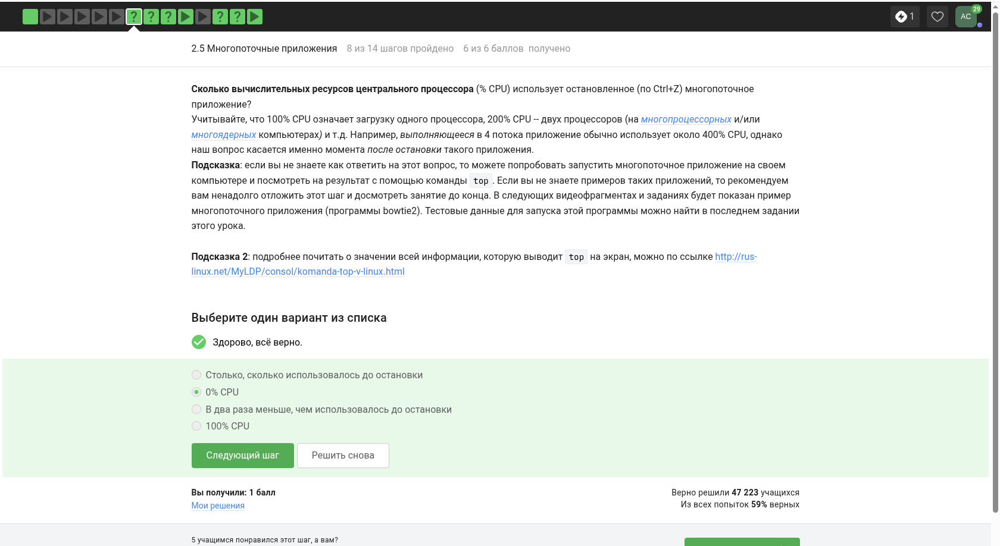 ? ? ? ? ?
1
AC 29
2.5 Многопоточные приложения 8 из 14 шагов пройдено 6 из 6 баллов получено
Сколько вычислительных ресурсов центрального процессора (% CPU) использует остановленное (по Ctrl+Z) многопоточное
приложение?
Учитывайте, что 100% CPU означает загрузку одного процессора, 200% CPU -- двух процессоров (на многопроцессорных и/или
многоядерных компьютерах) и т.д. Например, выполняющееся в 4 потока приложение обычно использует около 400% CPU, однако
наш вопрос касается именно момента после остановки такого приложения.
Подсказка: если вы не знаете как ответить на этот вопрос, то можете попробовать запустить многопоточное приложение на своем
компьютере и посмотреть на результат с помощью команды top. Если вы не знаете примеров таких приложений, то рекомендуем
вам ненадолго отложить этот шаг и досмотреть занятие до конца. В следующих видеофрагментах и заданиях будет показан пример
многопоточного приложения (программы bowtie2). Тестовые данные для запуска этой программы можно найти в последнем задании
этого урока.
Подсказка 2: подробнее почитать о значении всей информации, которую выводит top на экран, можно по ссылке http://rus-
linux.net/MyLDP/consol/komanda-top-v-linux.html
Выберите один вариант из списка
Здорово, всё верно.
Столько, сколько использовалось до остановки
0% CPU
В два раза меньше, чем использовалось до остановки
100% CPU
Следующий шаг Решить снова
Вы получили: 1 балл
Мои решения
Верно решили 47 223 учащихся
Из всех попыток 59% верных
5 учащимся понравился этот шаг, а вам?